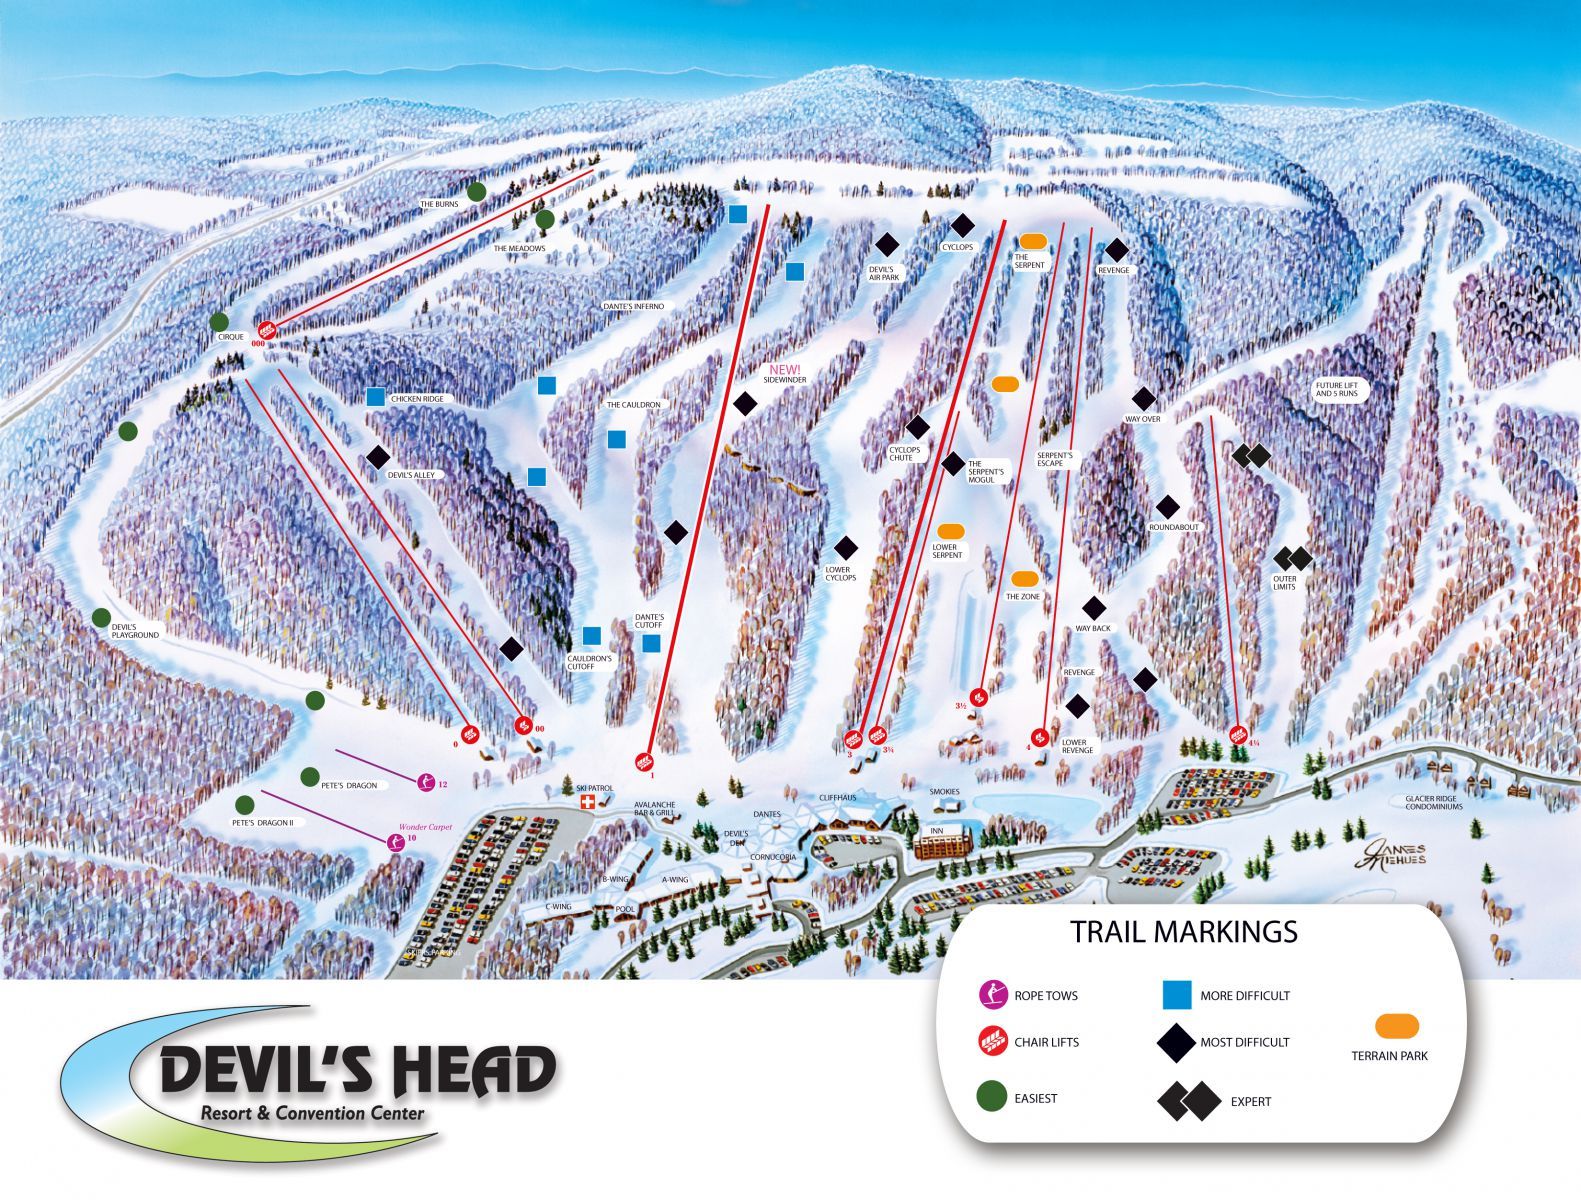 THE BURNS
THE MEADOWS
CIRQUE
000
DANTE'S INFERNO
DEVIL'S
AIR PARK
CYCLOPS
THE
SERPENT
REVENGE
CHICKEN RIDGE
THE CAULDRON
NEW!
SIDEWINDER
FUTURE LIFT
AND 5 RUNS
WAY OVER
DEVIL'S ALLEY
CYCLOPS
CHUTE
THE
SERPENT'S
MOGUL
SERPENT'S
ESCAPE
ROUNDABOUT
LOWER
CYCLOPS
LOWER
SERPENT
THE ZONE
OUTER
LIMITS
DEVIL'S
PLAYGROUND
DANTE'S
CUTOFF
CAULDRON'S
CUTOFF
WAY BACK
REVENGE
LOWER
REVENGE
0
00
1
3
3¾
3½
4
4¼
PETE'S DRAGON
12
PETE'S DRAGON II
Wonder Carpet
10
SKI PATROL
AVALANCHE
BAR & GRILL
DANTES
CLIFFHAUS
SMOKIES
DEVIL'S
DEN
INN
CORNUCOPIA
B-WING
A-WING
C-WING
POOL
SKIERS PARKING
GLACIER RIDGE
CONDOMINIUMS
JAMES
NIEHUES
TRAIL MARKINGS
ROPE TOWS
MORE DIFFICULT
CHAIR LIFTS
MOST DIFFICULT
TERRAIN PARK
EASIEST
EXPERT
DEVIL'S HEAD
Resort & Convention Center